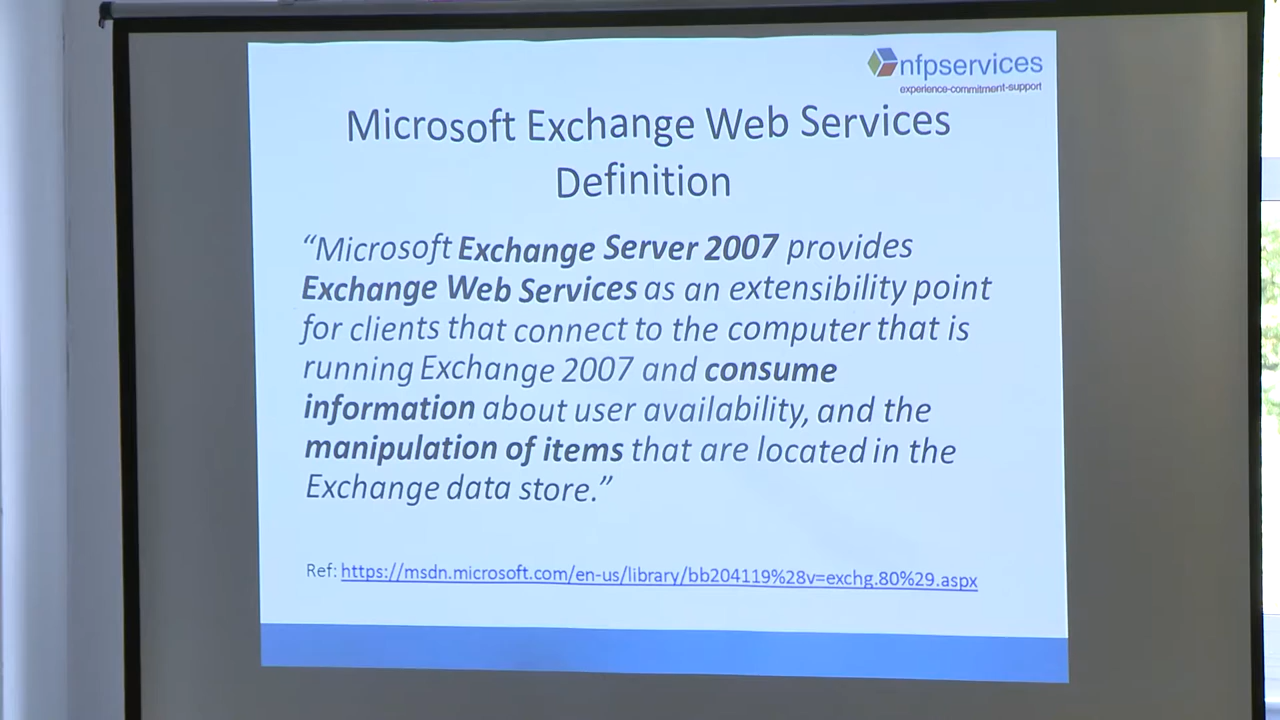 nfpservices
experience-commitment-support
Microsoft Exchange Web Services
Definition
“Microsoft Exchange Server 2007 provides
Exchange Web Services as an extensibility point
for clients that connect to the computer that is
running Exchange 2007 and consume
information about user availability, and the
manipulation of items that are located in the
Exchange data store.”
Ref: https://msdn.microsoft.com/en-us/library/bb204119%28v=exchg.80%29.aspx